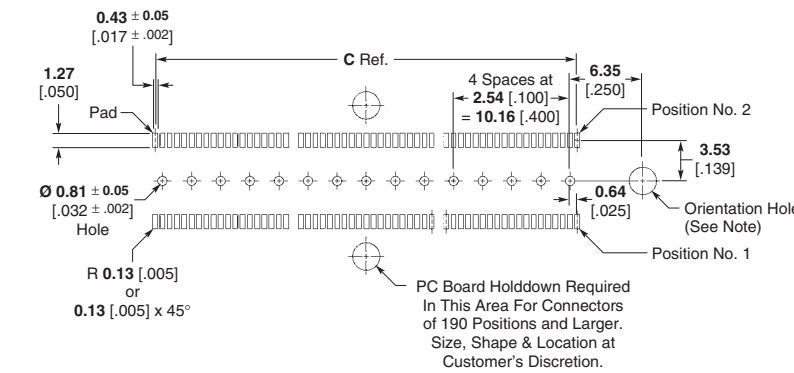 0.43 ± 0.05
[.017 ± .002]
C Ref.
1.27
[.050]
4 Spaces at
2.54 [.100]
= 10.16 [.400]
6.35
[.250]
Pad
Position No. 2
3.53
[.139]
Ø 0.81 ± 0.05
[.032 ± .002]
Hole
0.64
[.025]
Orientation Hole
(See Note)
Position No. 1
R 0.13 [.005]
or
0.13 [.005] x 45°
PC Board Holddown Required
In This Area For Connectors
of 190 Positions and Larger.
Size, Shape & Location at
Customer's Discretion.